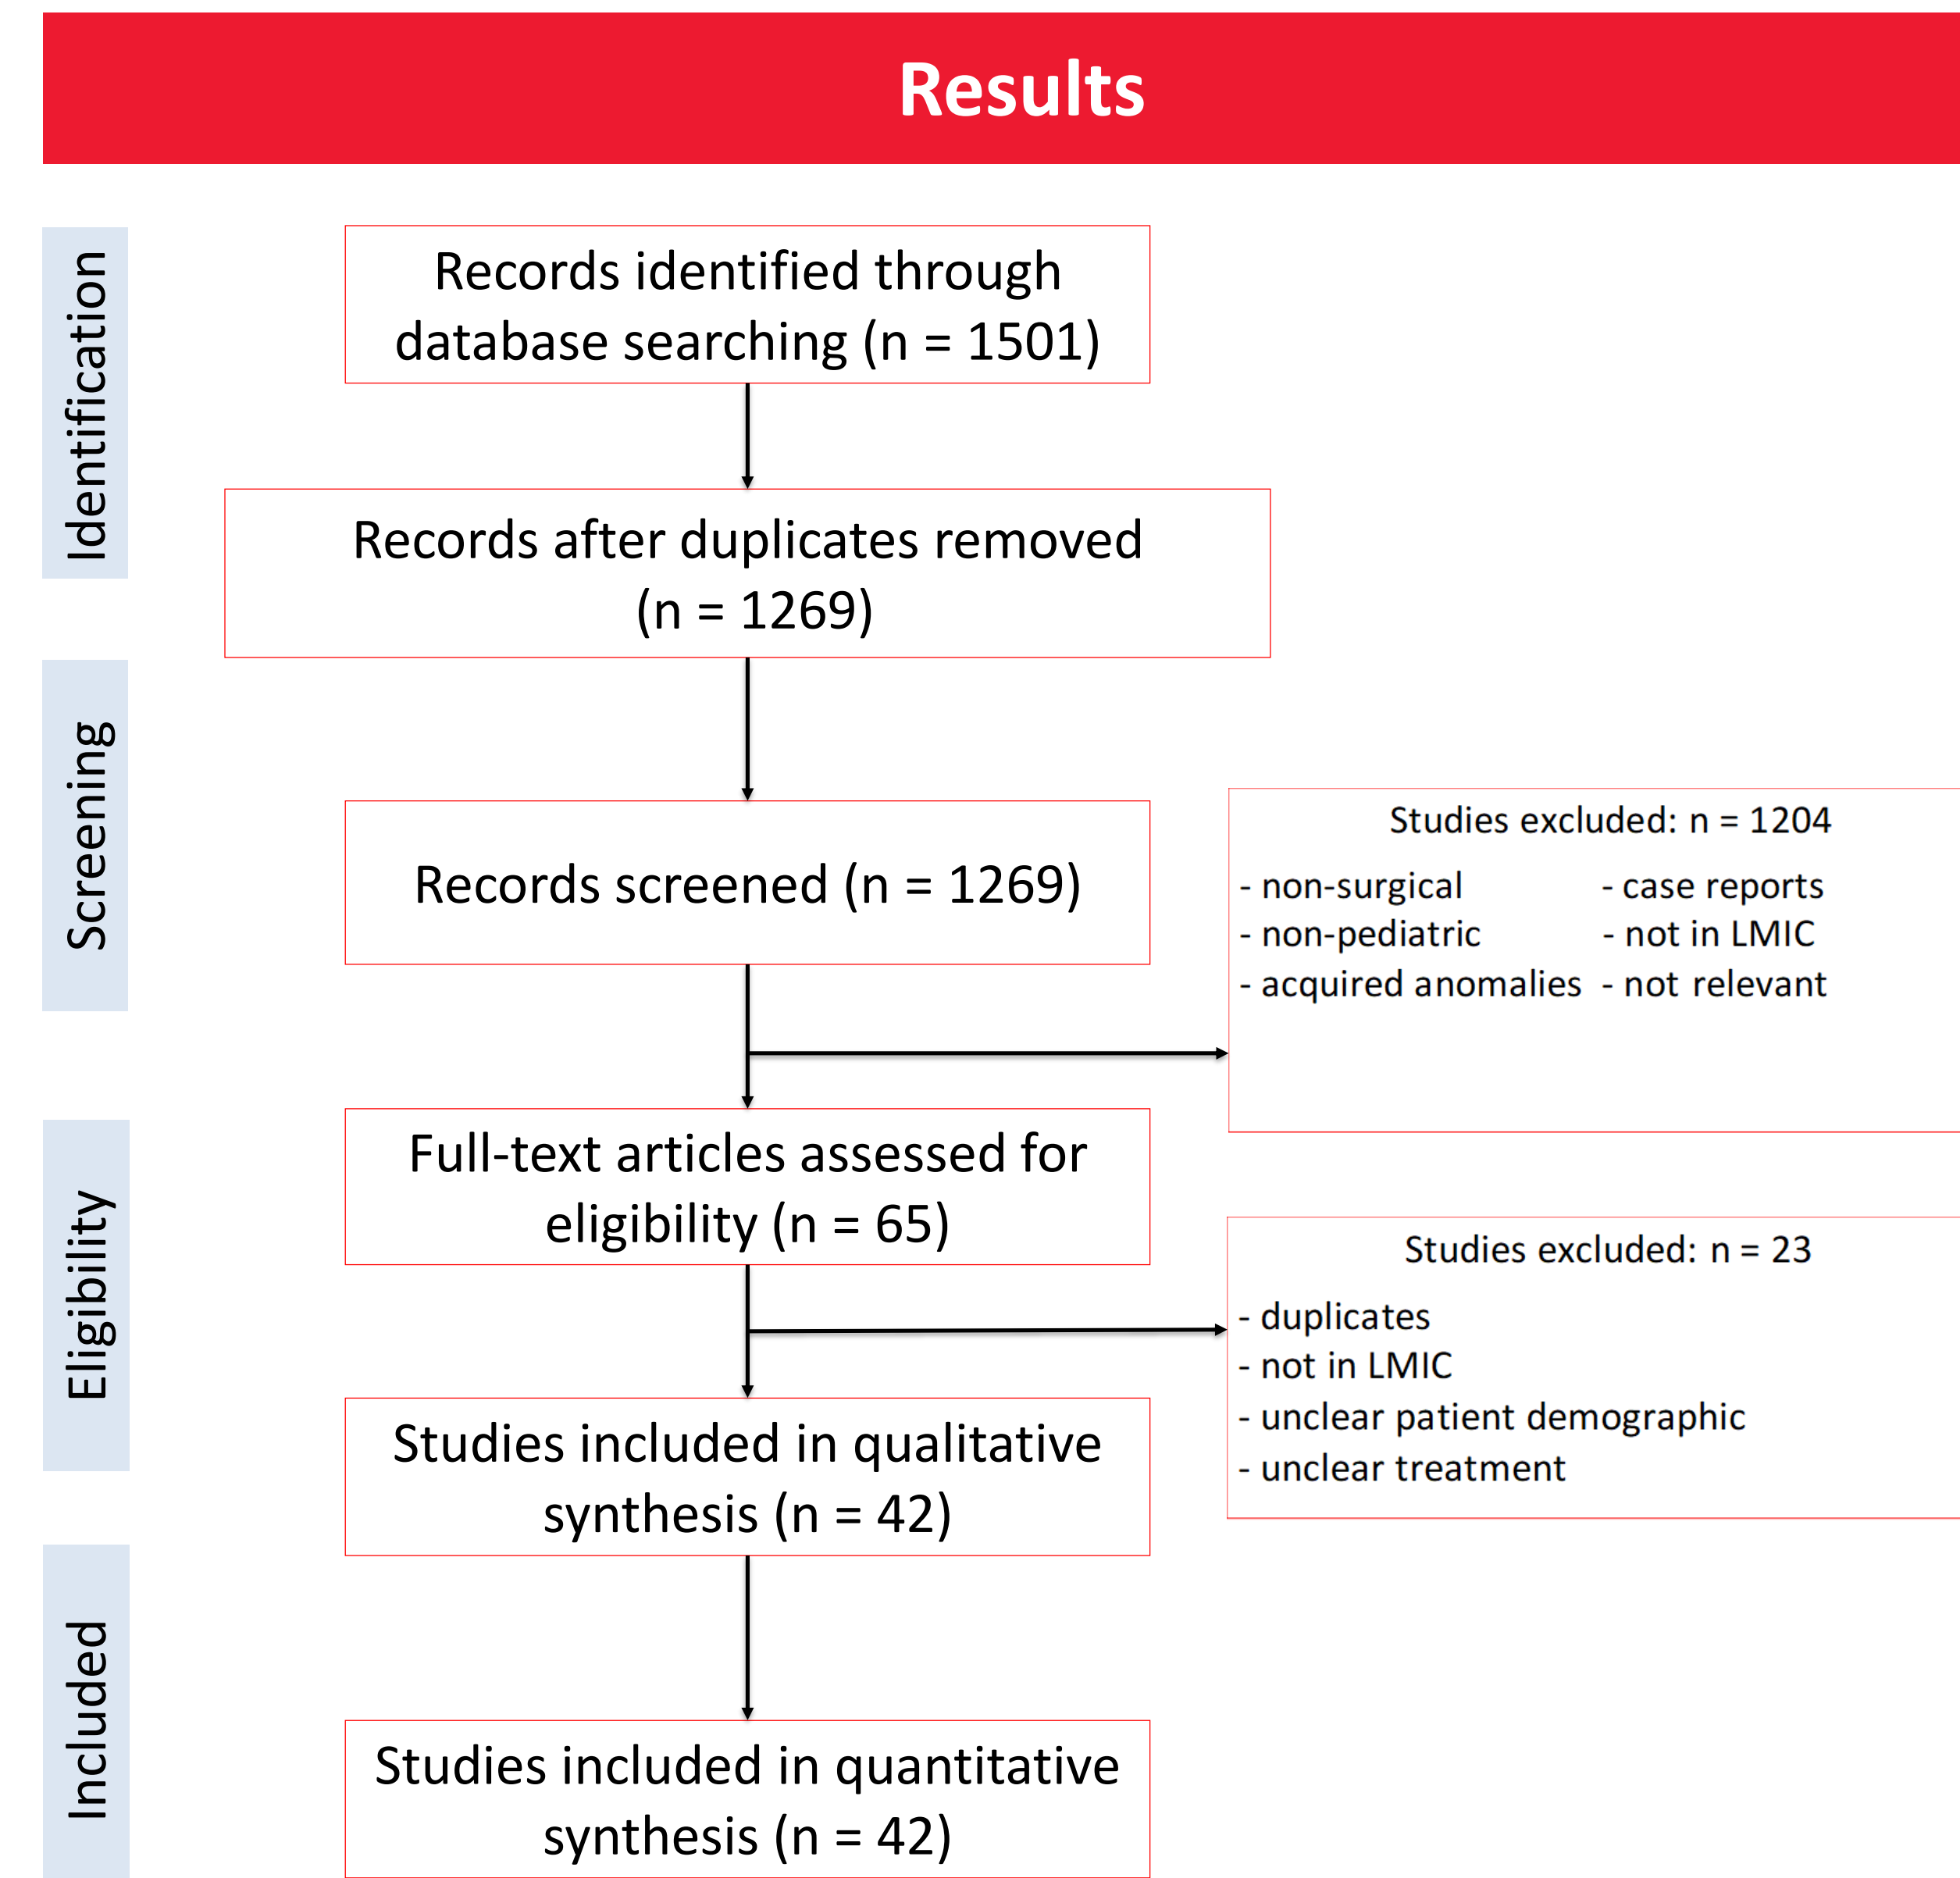 Results
Identification
Records identified through
database searching (n = 1501)
Records after duplicates removed
(n = 1269)
Screening
Records screened (n = 1269)
Studies excluded: n = 1204
- non-surgical
- case reports
- non-pediatric
- not in LMIC
- acquired anomalies
- not relevant
Eligibility
Full-text articles assessed for
eligibility (n = 65)
Studies excluded: n = 23
- duplicates
- not in LMIC
- unclear patient demographic
- unclear treatment
Studies included in qualitative
synthesis (n = 42)
Included
Studies included in quantitative
synthesis (n = 42)